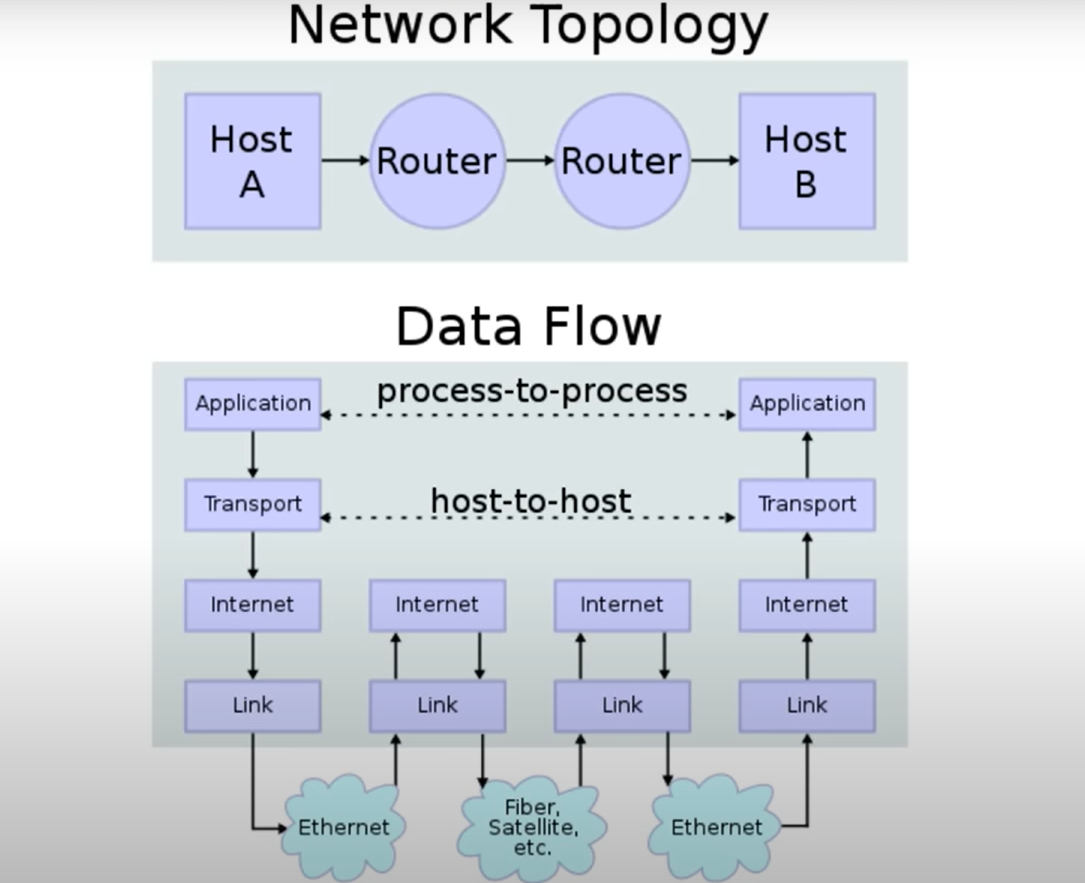 Network Topology
Host
A
Router
Router
Host
B
Data Flow
process-to-process
Application
Application
host-to-host
Transport
Transport
Internet
Internet
Internet
Internet
Link
Link
Link
Link
Ethernet
Fiber,
Satellite,
etc.
Ethernet